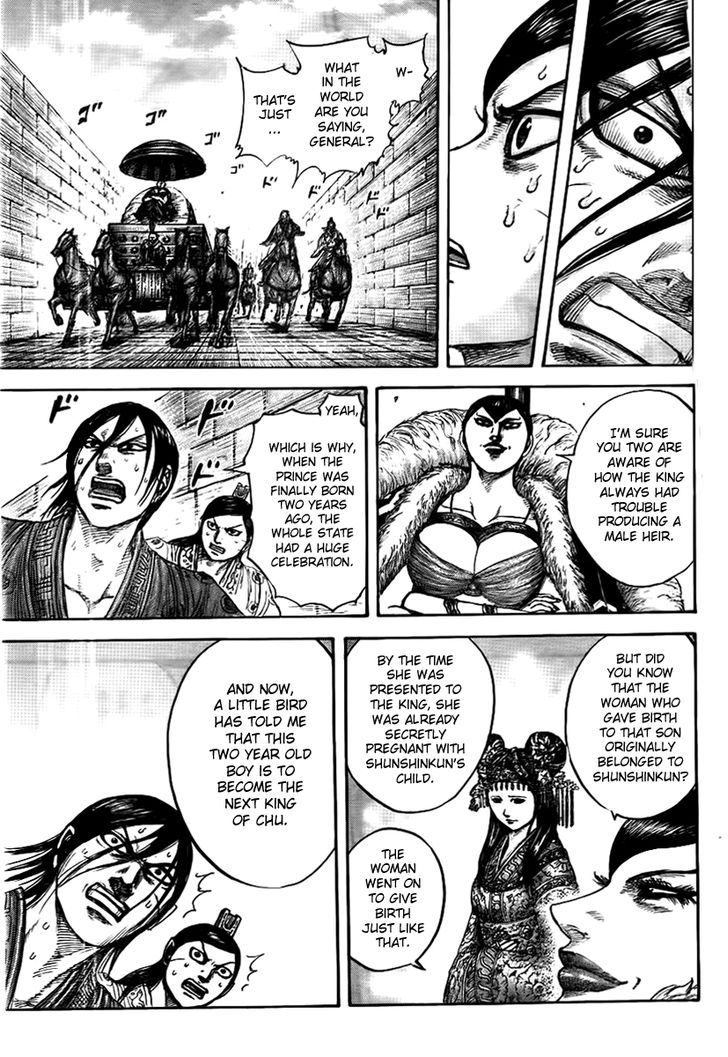 W-
WHAT
IN THE
WORLD
ARE YOU
SAYING,
GENERAL?
THAT'S
JUST
...
ゴ
ゴ
ゴ
ド
ド
I'M SURE
YOU TWO
ARE AWARE
OF HOW
THE KING
ALWAYS HAD
TROUBLE
PRODUCING
A MALE
HEIR.
YEAH,
WHICH IS WHY,
WHEN THE
PRINCE WAS
FINALLY BORN
TWO YEARS
AGO, THE
WHOLE STATE
HAD A HUGE
CELEBRATION.
ド
ド
BUT DID
YOU KNOW
THAT THE
WOMAN WHO
GAVE BIRTH
TO THAT SON
ORIGINALLY
BELONGED TO
SHUNSHINKUN?
BY THE TIME
SHE WAS
PRESENTED TO
THE KING, SHE
WAS ALREADY
SECRETLY
PREGNANT WITH
SHUNSHINKUN'S
CHILD.
THE
WOMAN
WENT ON
TO GIVE
BIRTH
JUST LIKE
THAT.
AND NOW,
A LITTLE BIRD
HAS TOLD ME
THAT THIS
TWO YEAR OLD
BOY IS TO
BECOME THE
NEXT KING
OF CHU.